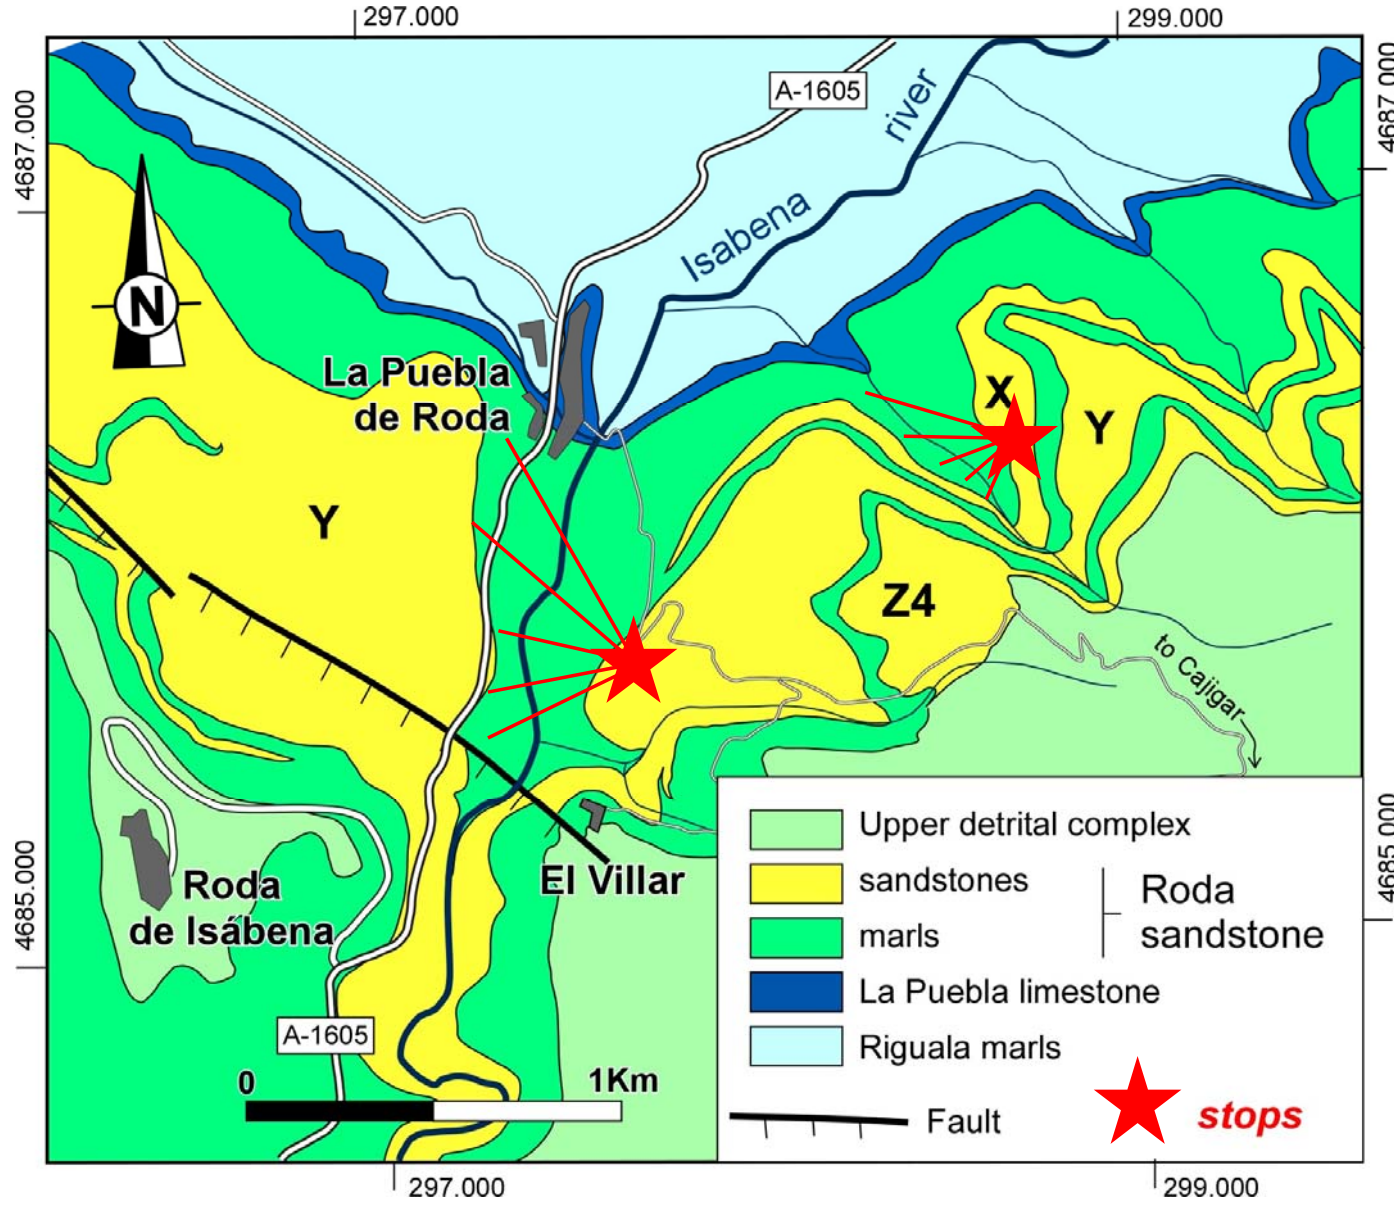 297.000
299.000
4687.000
4687.000
A-1605
river
Isabena
N
La Puebla
de Roda
X
Y
Y
Z4
to Cajigar
Roda
de Isábena
El Villar
4685.000
4685.000
A-1605
0
1Km
Upper detrital complex
sandstones
marls
Roda
sandstone
La Puebla limestone
Riguala marls
Fault
stops
297.000
299.000